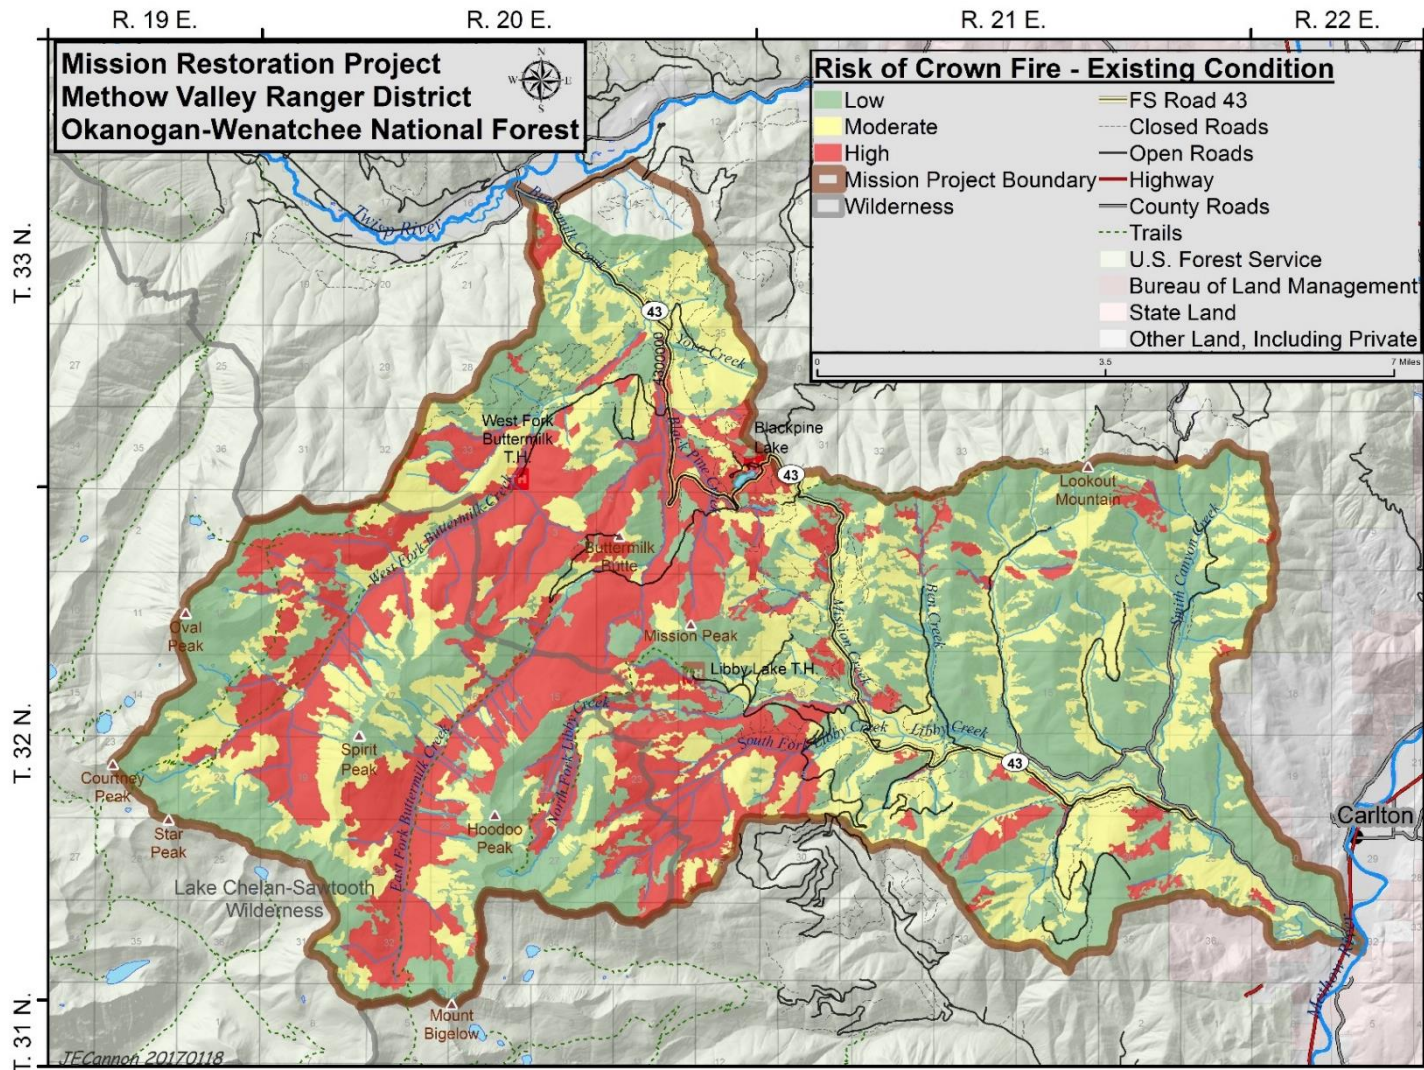 R. 19 E.
R. 20 E.
R. 21 E.
R. 22 E.
Mission Restoration Project
Methow Valley Ranger District
Okanogan-Wenatchee National Forest
N
W
E
S
Risk of Crown Fire - Existing Condition
Low
Moderate
High
Mission Project Boundary
Wilderness
FS Road 43
Closed Roads
Open Roads
Highway
County Roads
Trails
U.S. Forest Service
Bureau of Land Management
State Land
Other Land, Including Private
0
3.5
7 Miles
T. 33 N.
T. 32 N.
T. 31 N.
Twisp River
Buttermilk Creek
43
4300000
West Fork
Buttermilk
T.H.
Blackpine
Lake
43
Lookout
Mountain
West Fork Buttermilk Creek
Buttermilk
Butte
Smith Canyon Creek
Ben Creek
Mission Creek
Oval
Peak
Mission Peak
Libby Lake T.H.
North Fork Libby Creek
South Fork Libby Creek
Libby Creek
43
Spirit
Peak
East Fork Buttermilk Creek
Courtney
Peak
Star
Peak
Hoodoo
Peak
Carlton
Lake Chelan-Sawtooth
Wilderness
Methow River
Mount
Bigelow
JECannon 20170118